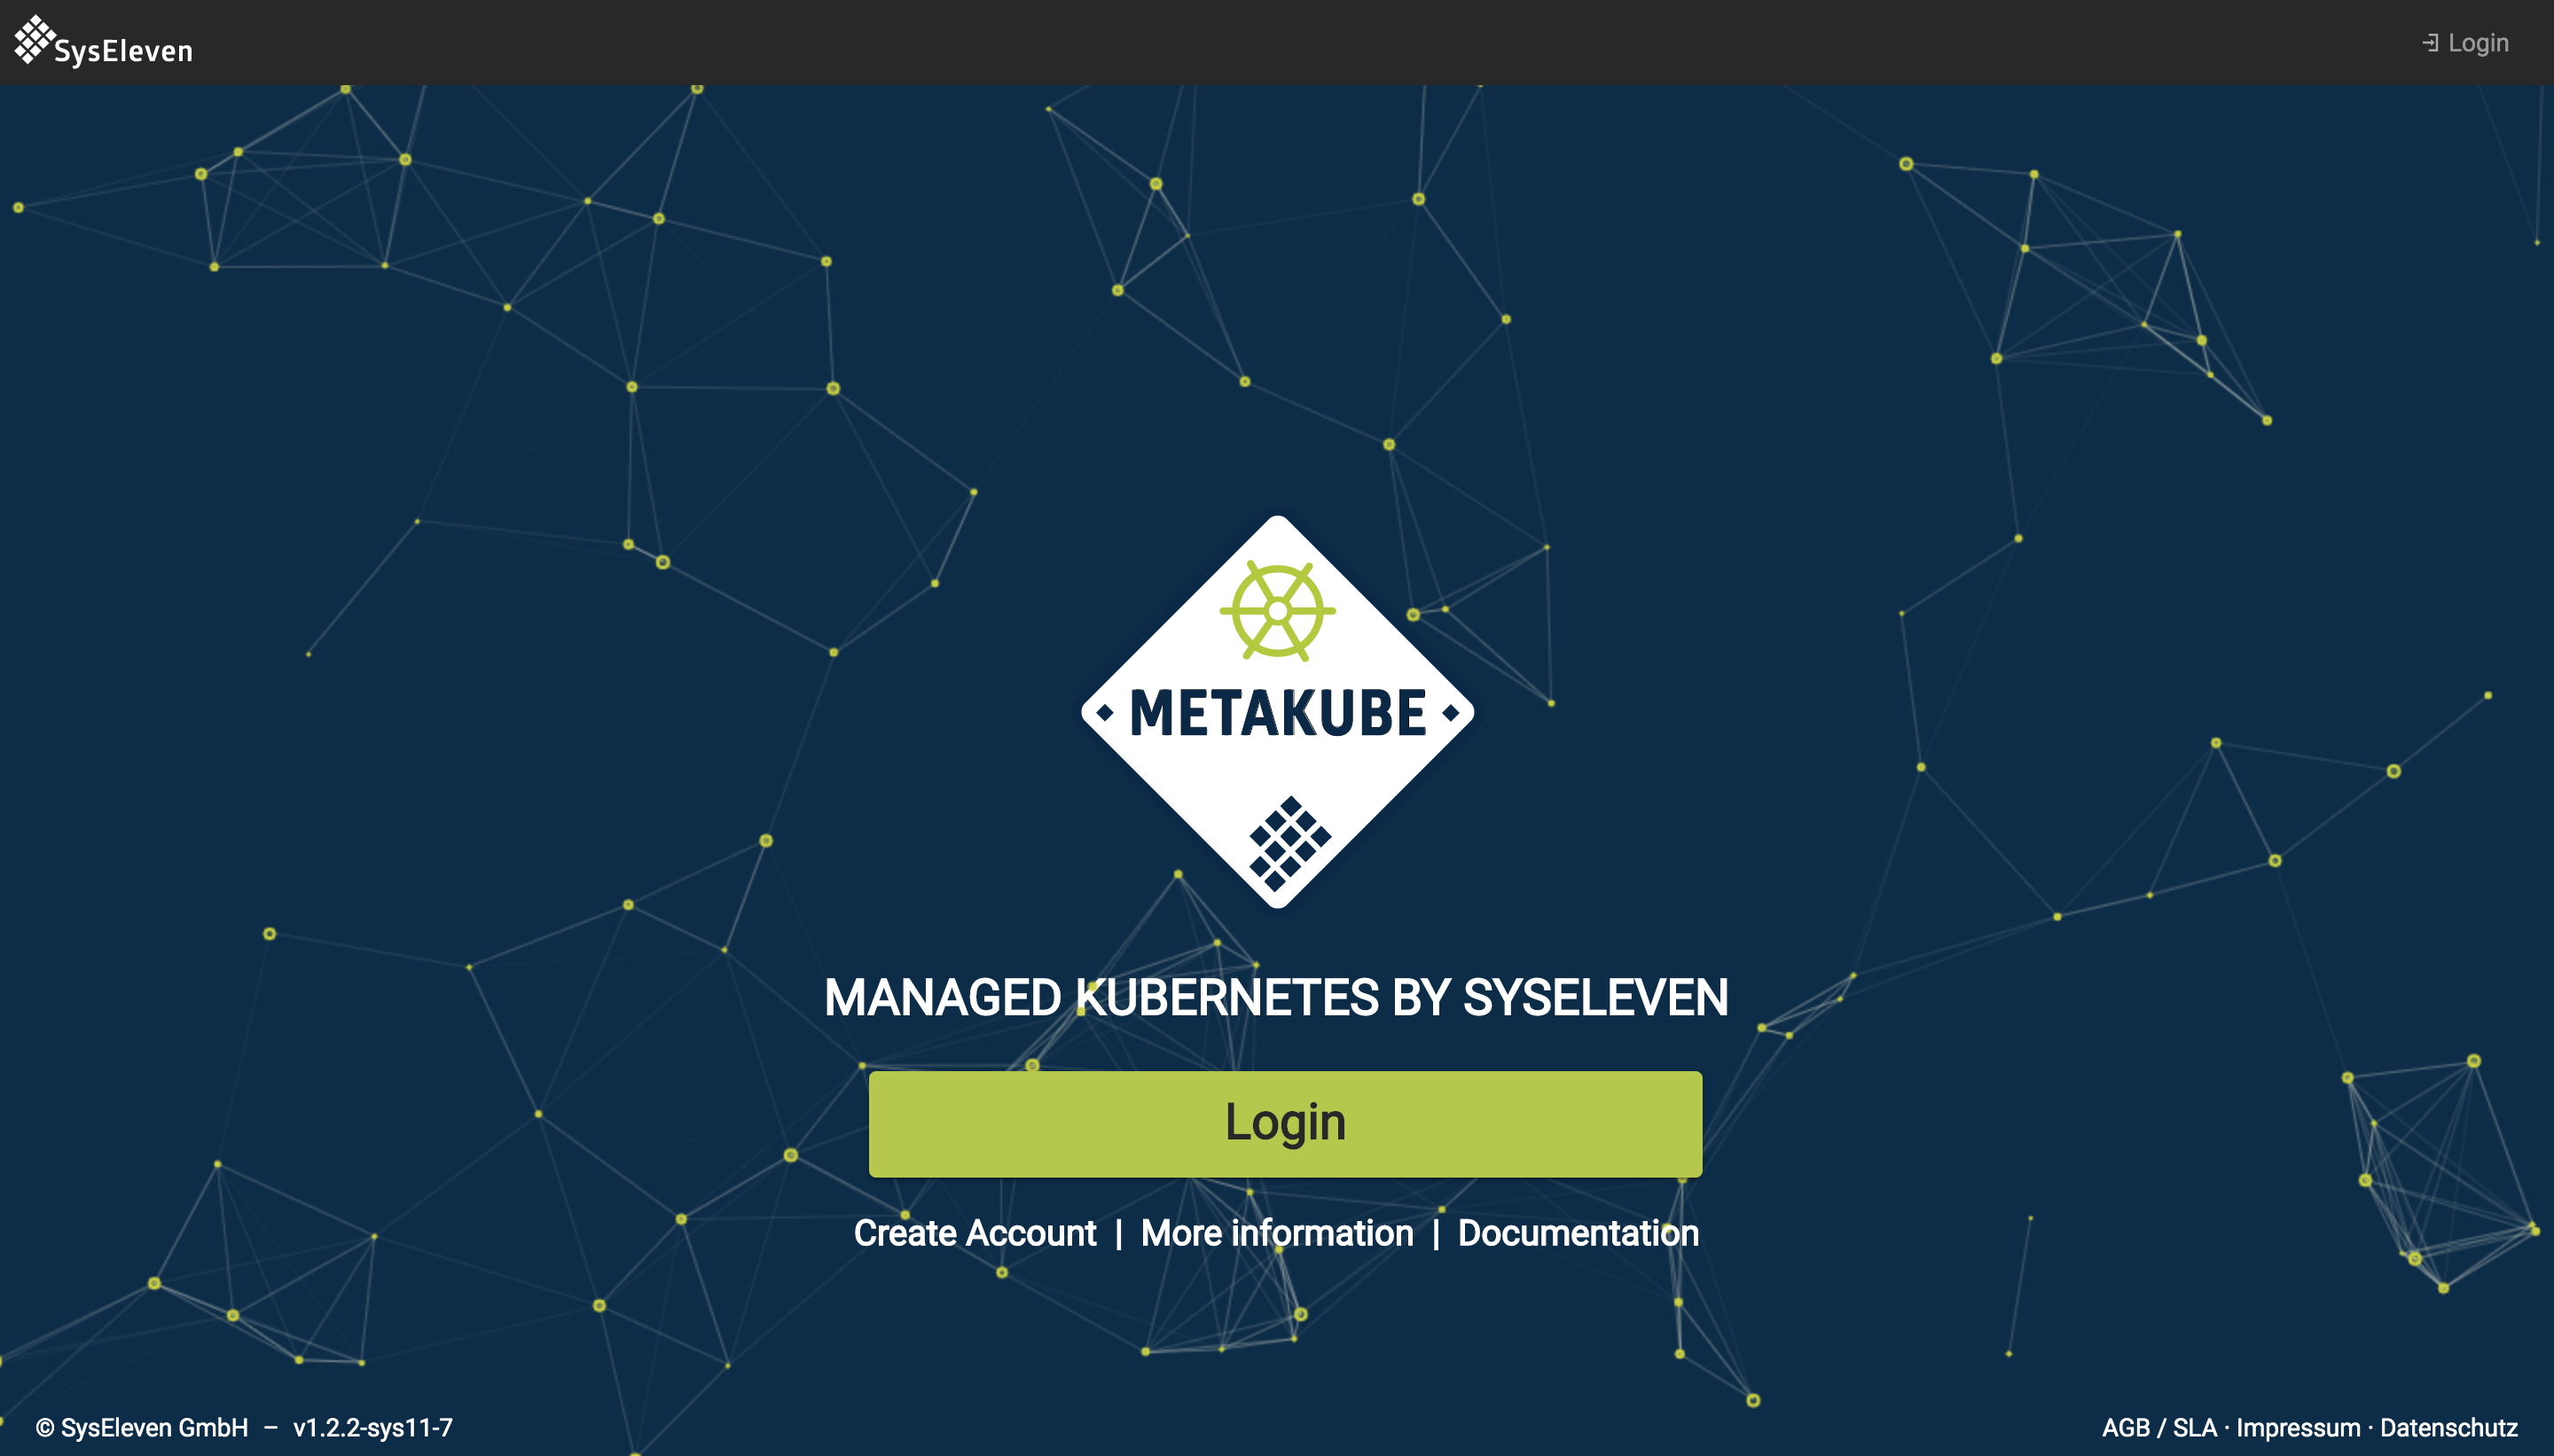 SysEleven
Login
METAKUBE
MANAGED KUBERNETES BY SYSELEVEN
Login
Create Account | More information | Documentation
© SysEleven GmbH – v1.2.2-sys11-7
AGB / SLA · Impressum · Datenschutz